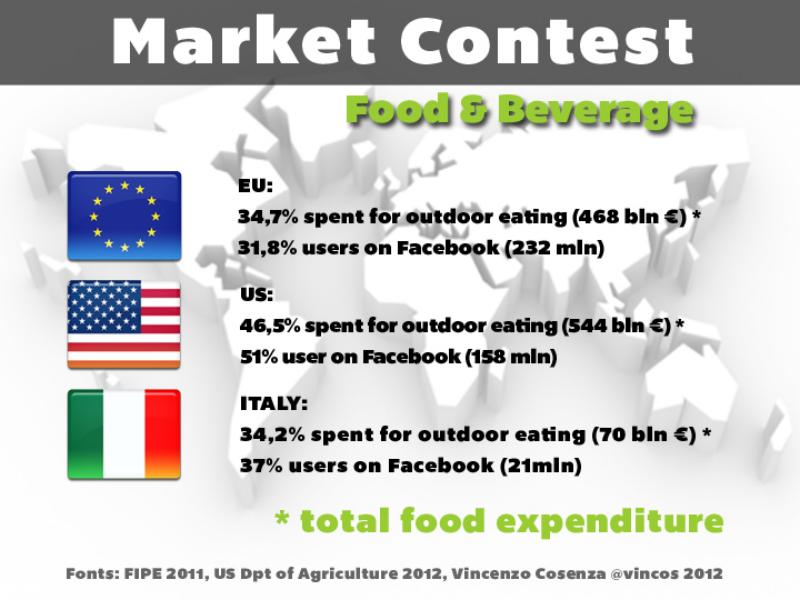 Market Contest
Food & Beverage
EU:
34,7% spent for outdoor eating (468 bln €) *
31,8% users on Facebook (232 mln)
US:
46,5% spent for outdoor eating (544 bln €) *
51% user on Facebook (158 mln)
ITALY:
34,2% spent for outdoor eating (70 bln €) *
37% users on Facebook (21mln)
* total food expenditure
Fonts: FIPE 2011, US Dpt of Agriculture 2012, Vincenzo Cosenza @vincos 2012